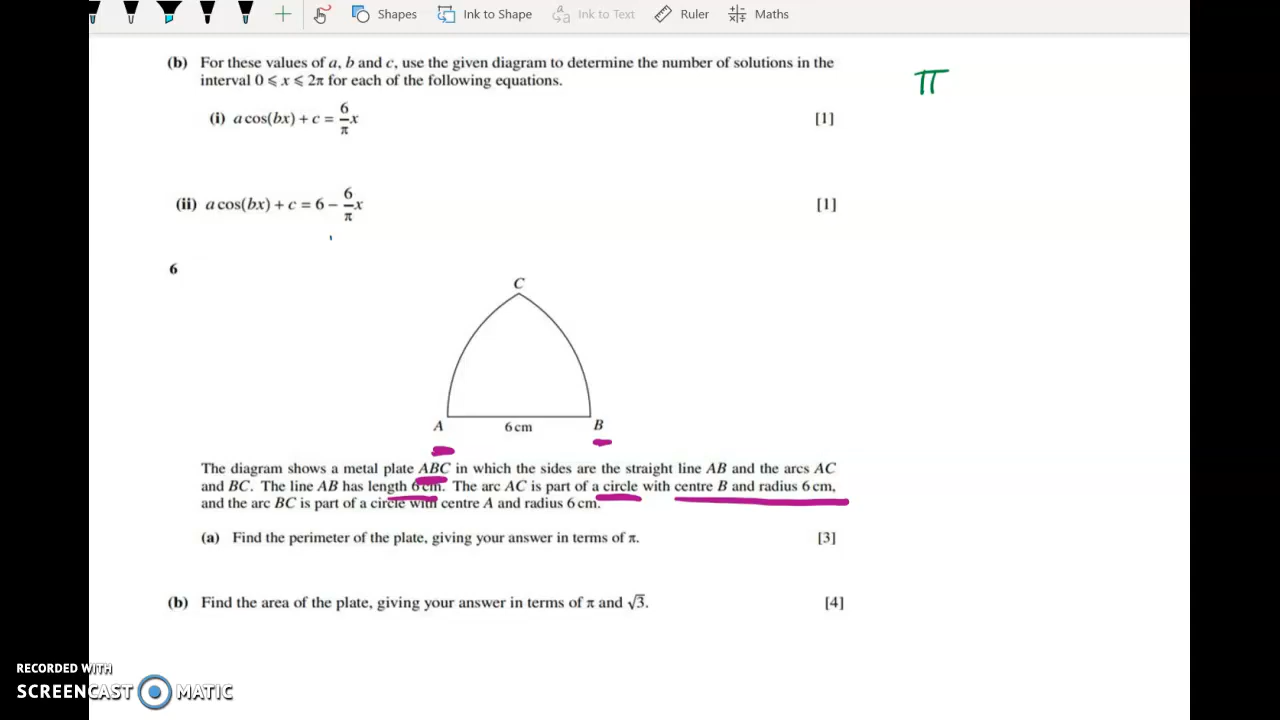 Shapes Ink to Shape Ink to Text Ruler Maths
(b) For these values of a, b and c, use the given diagram to determine the number of solutions in the
interval 0 ⩽ x ⩽ 2π for each of the following equations.
π
(i) a cos(bx) + c = 6/π x [1]
(ii) a cos(bx) + c = 6 − 6/π x [1]
6
C
A 6 cm B
The diagram shows a metal plate ABC in which the sides are the straight line AB and the arcs AC
and BC. The line AB has length 6 cm. The arc AC is part of a circle with centre B and radius 6 cm,
and the arc BC is part of a circle with centre A and radius 6 cm.
(a) Find the perimeter of the plate, giving your answer in terms of π. [3]
(b) Find the area of the plate, giving your answer in terms of π and √3. [4]
RECORDED WITH
SCREENCAST MATIC